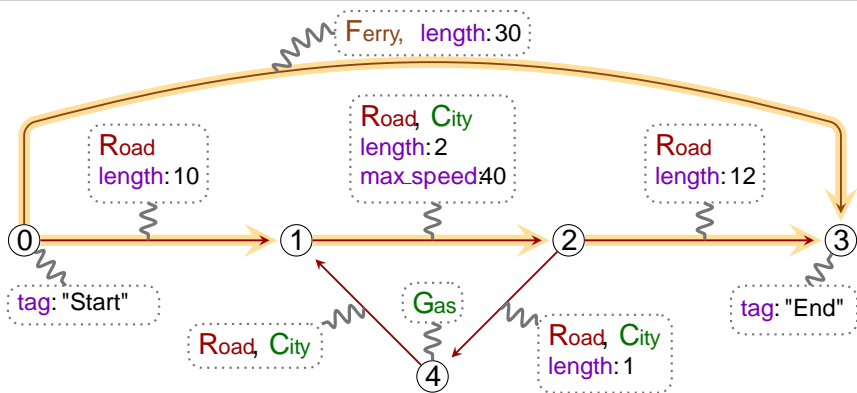 Ferry, length: 30
Road
length: 10
Road, City
length: 2
max_speed:40
Road
length: 12
0
1
2
3
tag: "Start"
Gas
tag: "End"
Road, City
Road, City
length: 1
4